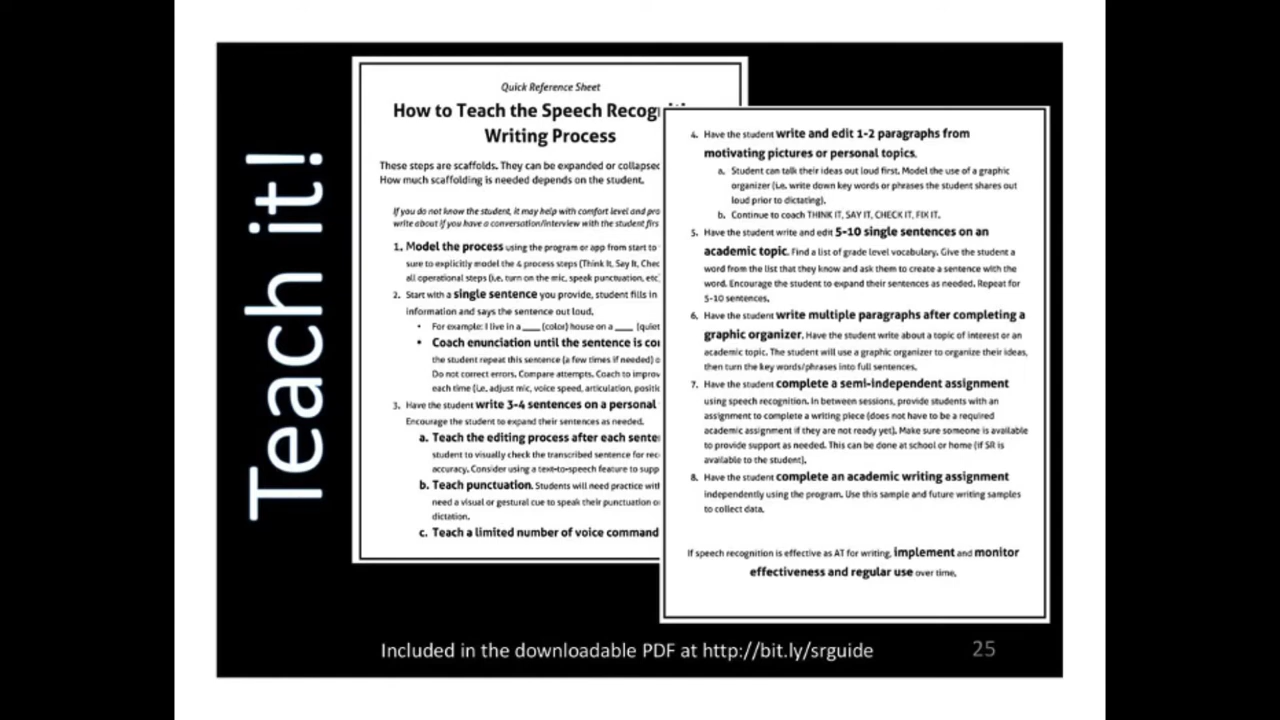 Teach it!
Quick Reference Sheet
How to Teach the Speech Recogniti
Writing Process
These steps are scaffolds. They can be expanded or collapsed
How much scaffolding is needed depends on the student.
If you do not know the student, it may help with comfort level and pro
write about if you have a conversation/interview with the student firs
1. Model the process using the program or app from start to
sure to explicitly model the 4 process steps (Think It, Say It, Chec
all operational steps (i.e. turn on the mic, speak punctuation, etc
2. Start with a single sentence you provide, student fills in
information and says the sentence out loud.
• For example: I live in a ____ (color) house on a ____ (quiet
• Coach enunciation until the sentence is co
the student repeat this sentence (a few times if needed)
Do not correct errors. Compare attempts. Coach to improv
each time (i.e. adjust mic, voice speed, articulation, positi
3. Have the student write 3-4 sentences on a personal
Encourage the student to expand their sentences as needed.
a. Teach the editing process after each sente
student to visually check the transcribed sentence for rec
accuracy. Consider using a text-to-speech feature to supp
b. Teach punctuation. Students will need practice wit
need a visual or gestural cue to speak their punctuation
dictation.
c. Teach a limited number of voice command
4. Have the student write and edit 1-2 paragraphs from
motivating pictures or personal topics.
a. Student can talk their ideas out loud first. Model the use of a graphic
organizer (i.e. write down key words or phrases the student shares out
loud prior to dictating).
b. Continue to coach THINK IT, SAY IT, CHECK IT, FIX IT.
5. Have the student write and edit 5-10 single sentences on an
academic topic. Find a list of grade level vocabulary. Give the student a
word from the list that they know and ask them to create a sentence with the
word. Encourage the student to expand their sentences as needed. Repeat for
5-10 sentences.
6. Have the student write multiple paragraphs after completing a
graphic organizer. Have the student write about a topic of interest or an
academic topic. The student will use a graphic organizer to organize their ideas,
then turn the key words/phrases into full sentences.
7. Have the student complete a semi-independent assignment
using speech recognition. In between sessions, provide students with an
assignment to complete a writing piece (does not have to be a required
academic assignment if they are not ready yet). Make sure someone is available
to provide support as needed. This can be done at school or home (if SR is
available to the student).
8. Have the student complete an academic writing assignment
independently using the program. Use this sample and future writing samples
to collect data.
If speech recognition is effective as AT for writing, implement and monitor
effectiveness and regular use over time.
Included in the downloadable PDF at http://bit.ly/srguide
25